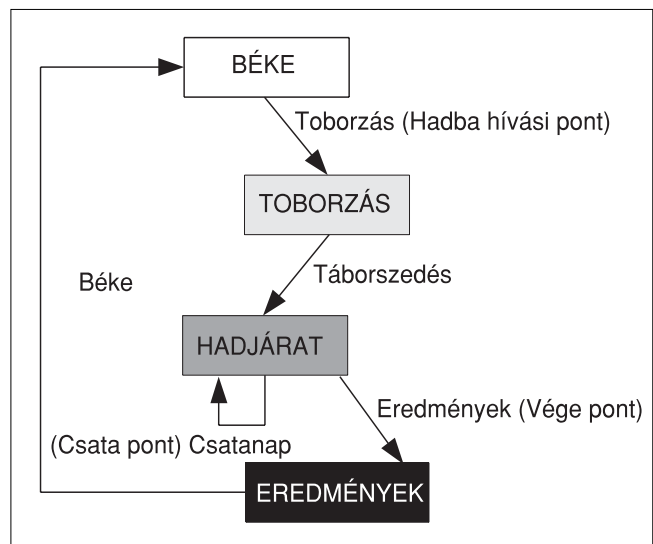 BÉKE
Toborzás (Hadba hívási pont)
TOBORZÁS
Táborszedés
Béke
HADJÁRAT
Eredmények (Vége pont)
(Csata pont) Csatanap
EREDMÉNYEK